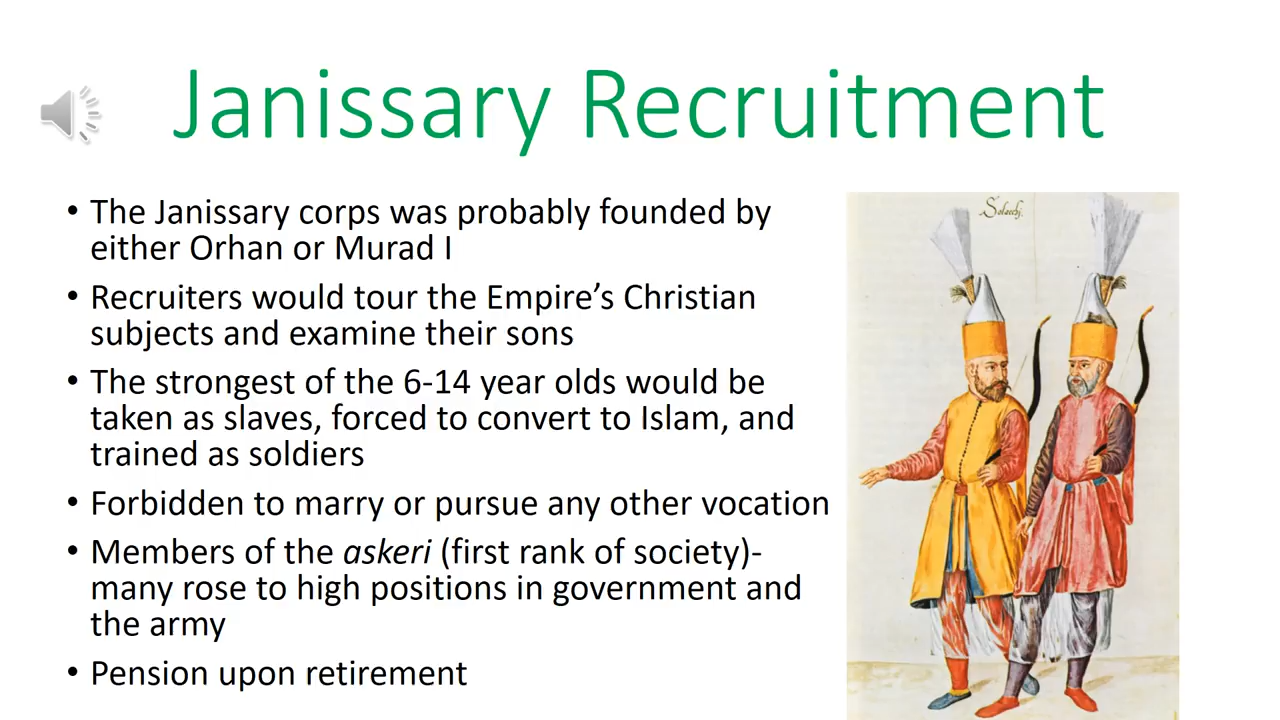 Janissary Recruitment
• The Janissary corps was probably founded by
either Orhan or Murad I
• Recruiters would tour the Empire’s Christian
subjects and examine their sons
• The strongest of the 6-14 year olds would be
taken as slaves, forced to convert to Islam, and
trained as soldiers
• Forbidden to marry or pursue any other vocation
• Members of the askeri (first rank of society)-
many rose to high positions in government and
the army
• Pension upon retirement